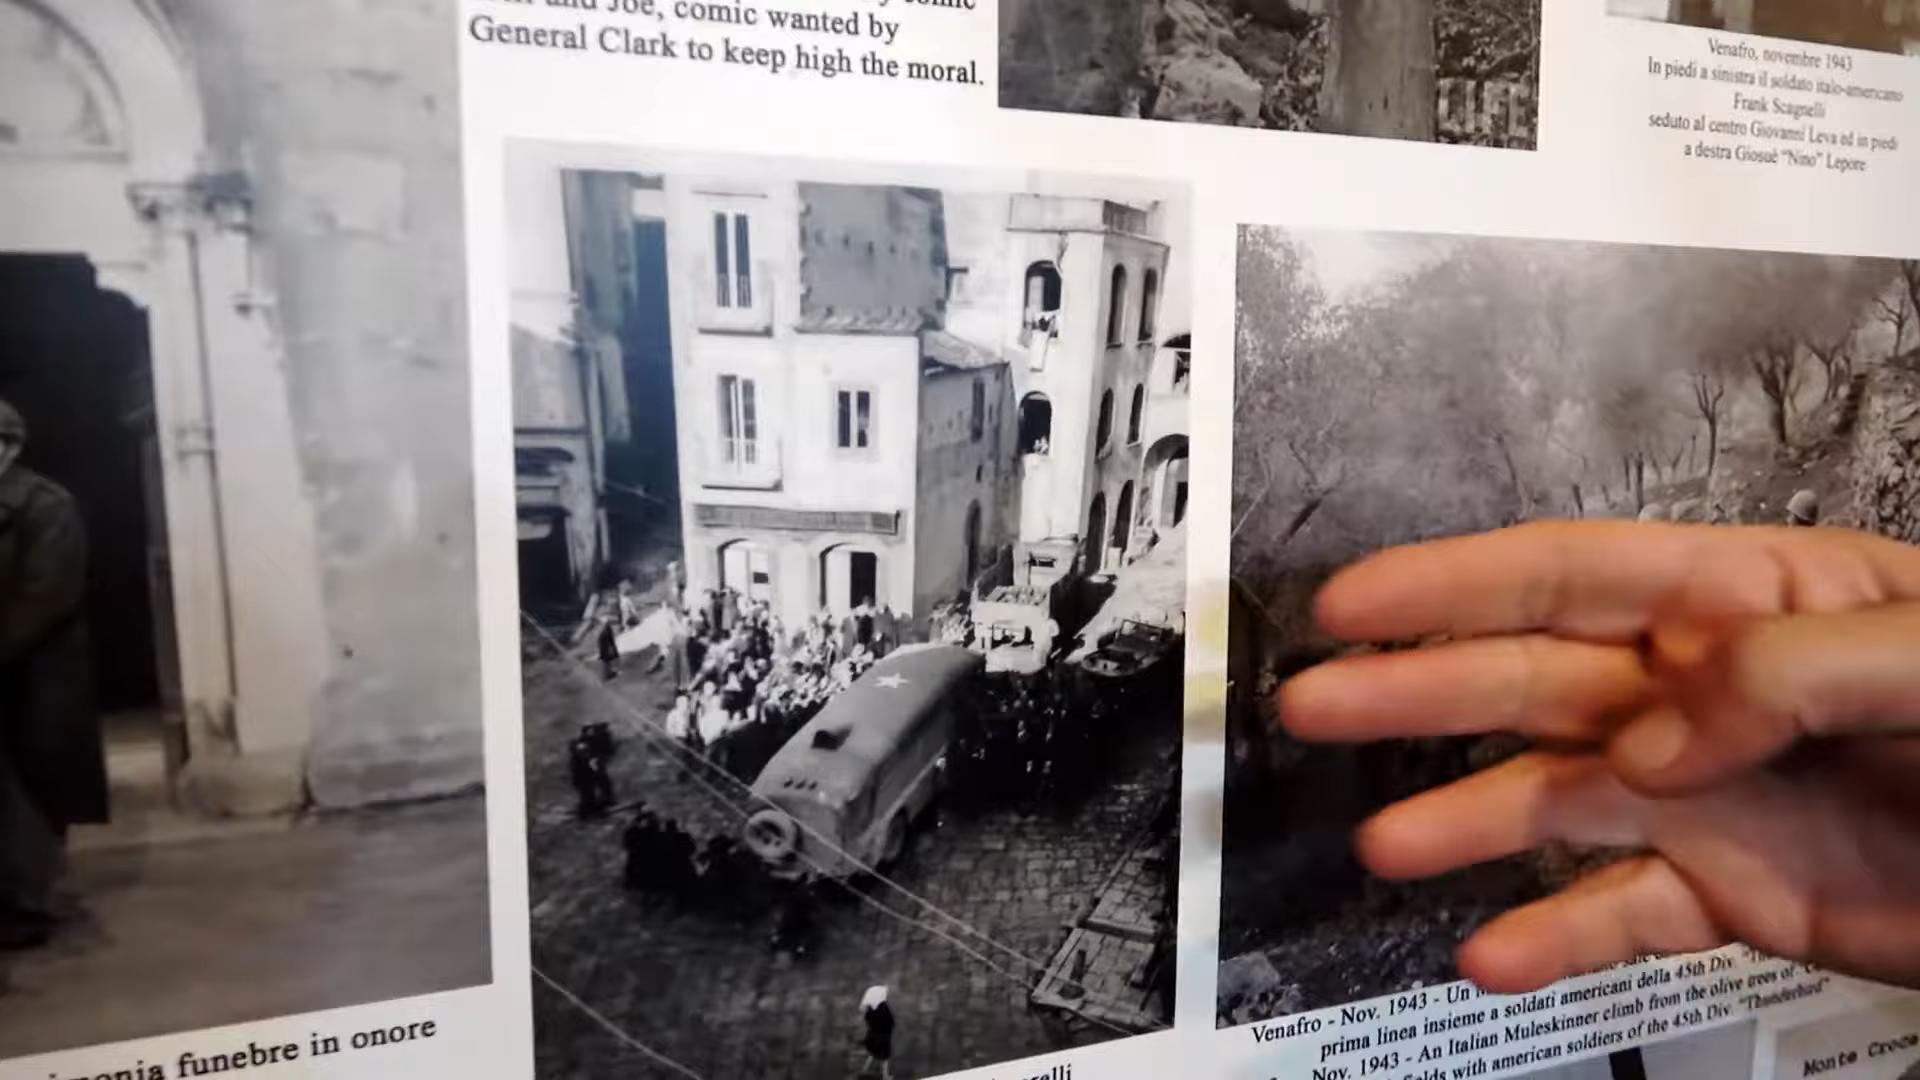 and Joe, comic wanted by
General Clark to keep high the moral.
Venafro, novembre 1943
In piedi a sinistra il soldato italo-americano
Frank Scagnelli
seduto al centro Giovanni Leva ed in piedi
a destra Giosuè "Nino" Lepore
funebre in onore
Venafro - Nov. 1943 - Un
prima linea insieme a soldati americani della 45th Div.
Nov. 1943 - An Italian Muleskinner climb from the olive trees of
with american soldiers of the 45th Div. "Thunderbird"
Monte Croce